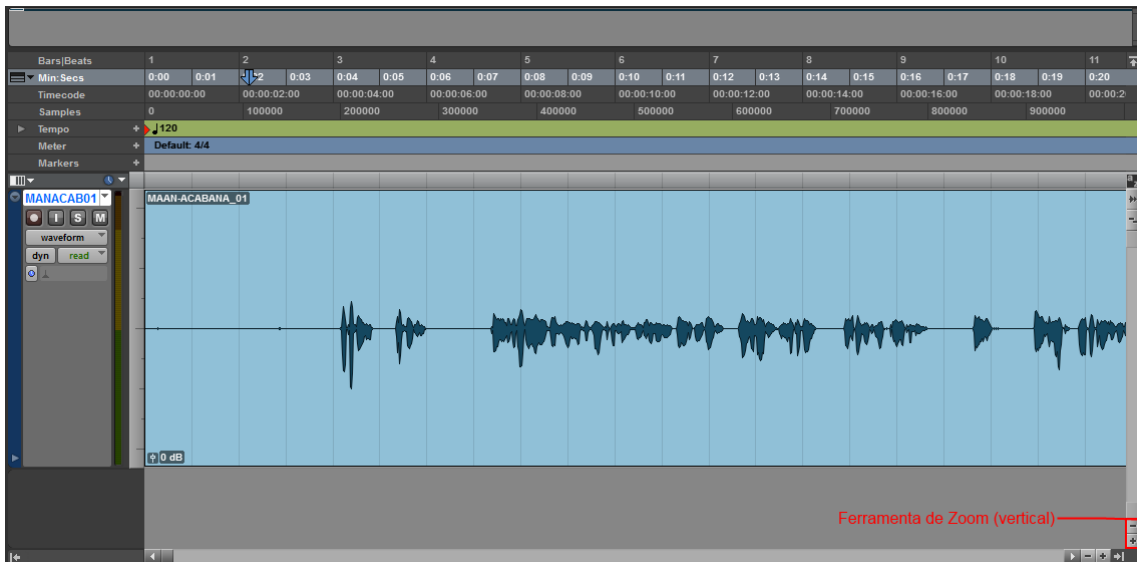 Bars|Beats 1 2 3 4 5 6 7 8 9 10 11
Min:Secs 0:00 0:01 2 0:03 0:04 0:05 0:06 0:07 0:08 0:09 0:10 0:11 0:12 0:13 0:14 0:15 0:16 0:17 0:18 0:19 0:20
Timecode 00:00:00:00 00:00:02:00 00:00:04:00 00:00:06:00 00:00:08:00 00:00:10:00 00:00:12:00 00:00:14:00 00:00:16:00 00:00:18:00 00:00:2
Samples 0 100000 200000 300000 400000 500000 600000 700000 800000 900000
Tempo + 120
Meter + Default: 4/4
Markers +
MANACAB01 MAAN-ACABANA_01
I S M
waveform
dyn read
0 dB
Ferramenta de Zoom (vertical)